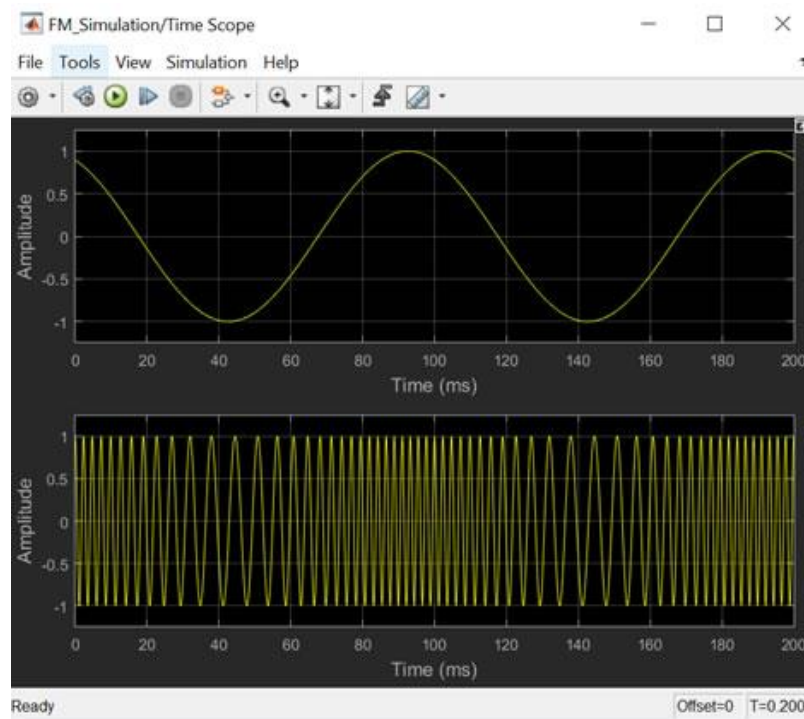 FM_Simulation/Time Scope
File Tools View Simulation Help
1
0.5
0
-0.5
-1
Amplitude
0 20 40 60 80 100 120 140 160 180 200
Time (ms)
1
0.5
0
-0.5
-1
Amplitude
0 20 40 60 80 100 120 140 160 180 200
Time (ms)
Ready Offset=0 T=0.200